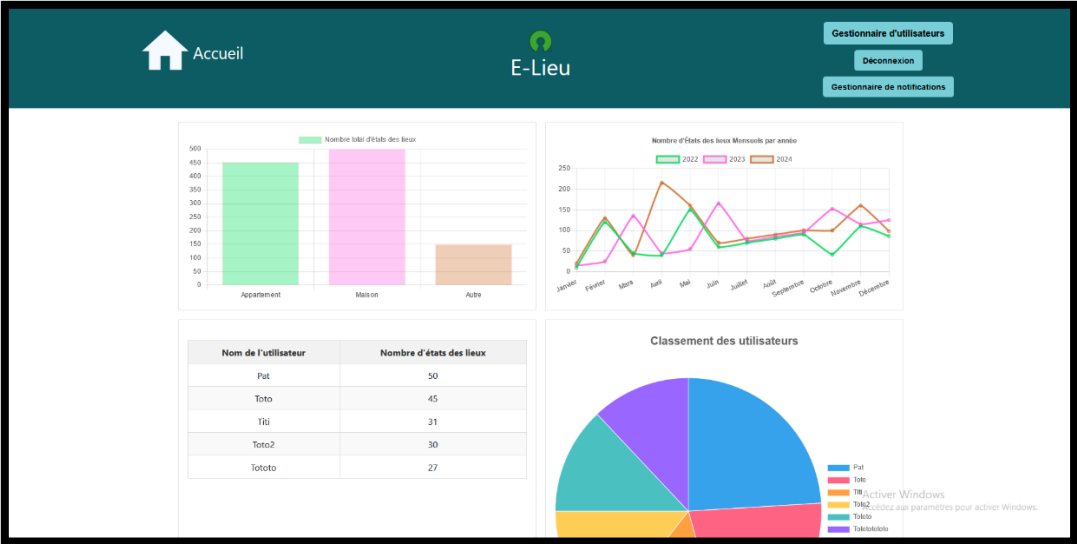 Accueil
E-Lieu
Gestionnaire d'utilisateurs
Déconnexion
Gestionnaire de notifications
Nombre total d'états des lieux
500
450
400
350
300
250
200
150
100
50
0
Appartement Maison Autre
Nombre d'États des lieux Mensuels par année
2022 2023 2024
250
200
150
100
50
0
Janvier Février Mars Avril Mai Juin Juillet Août Septembre Octobre Novembre Décembre
Nom de l'utilisateur Nombre d'états des lieux
Pat 50
Toto 45
Titi 31
Toto2 30
Tototo 27
Classement des utilisateurs
Pat
Toto
Titi
Toto2
Tototo
Totototototo
Activer Windows
Accédez aux paramètres pour activer Windows.